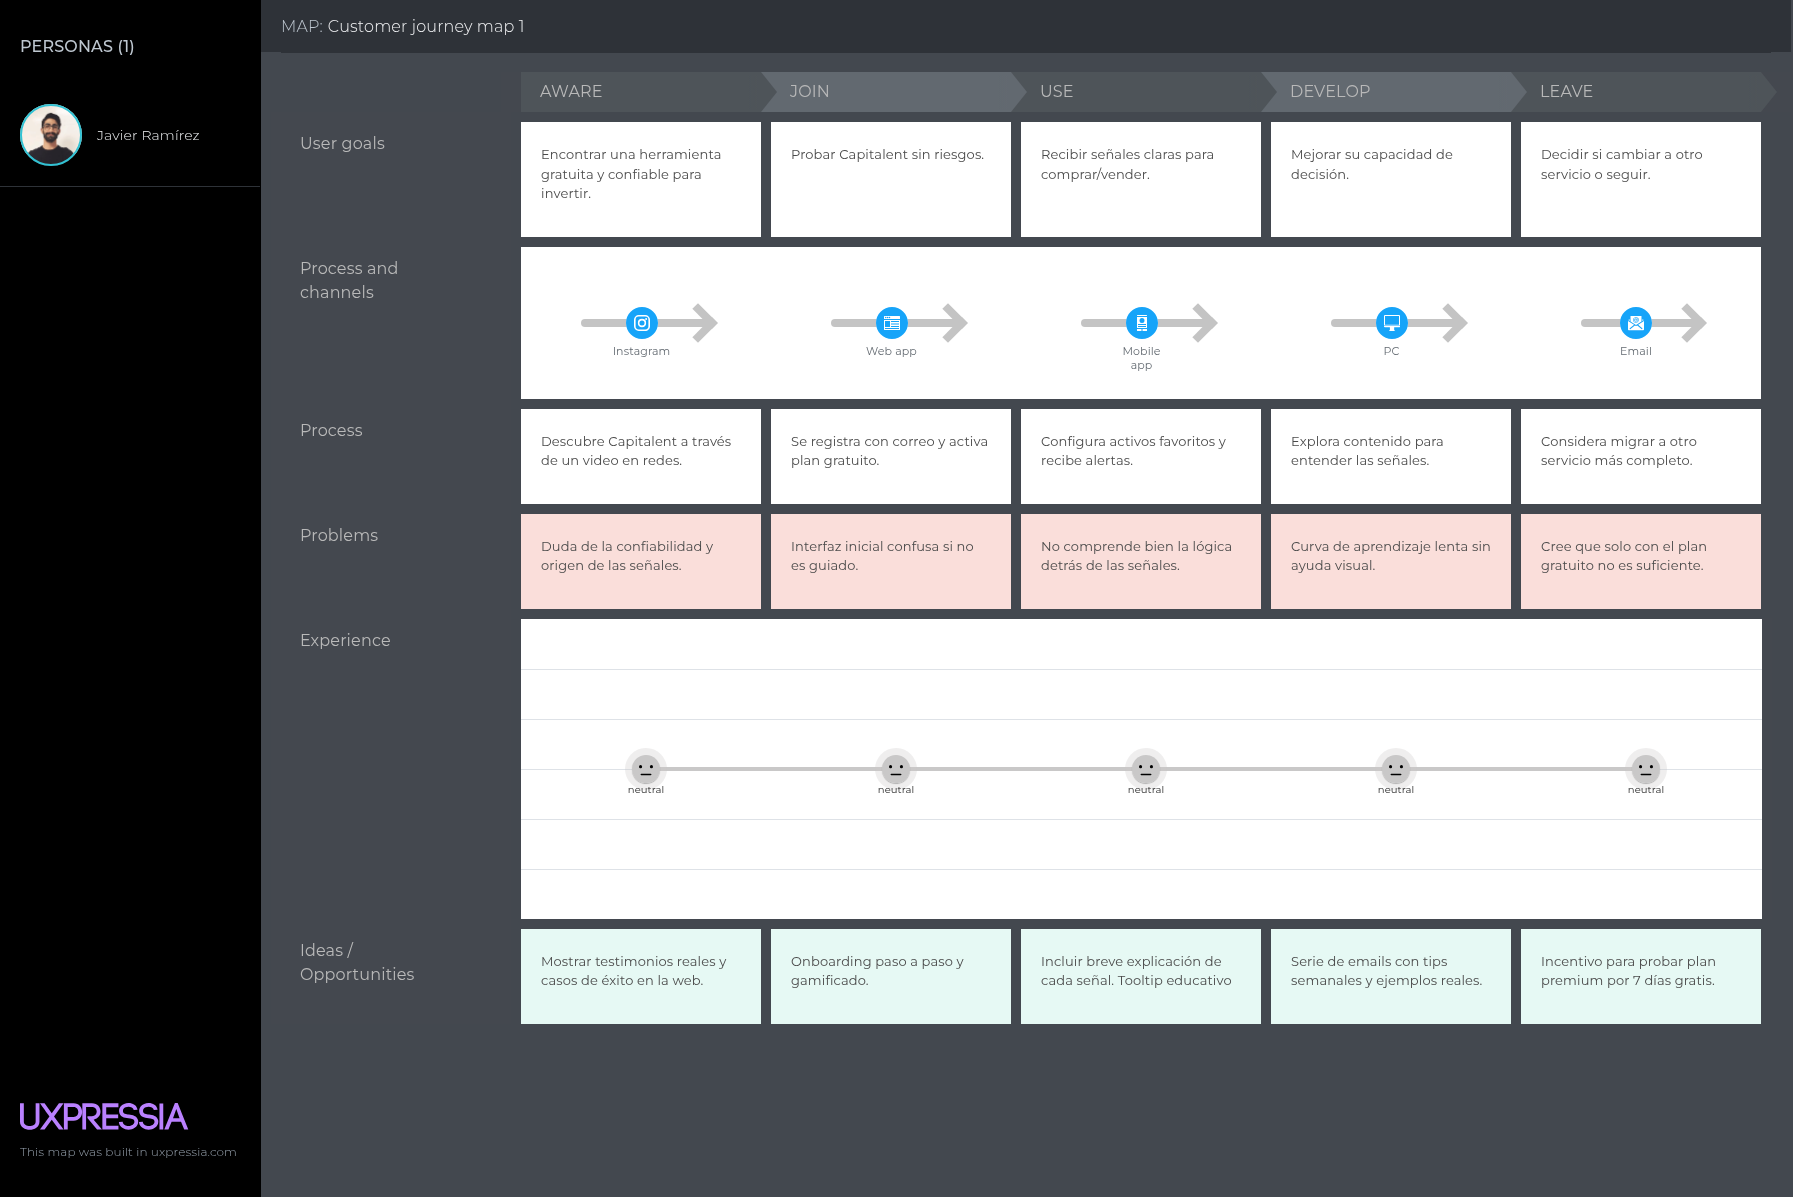 PERSONAS (1)
Javier Ramírez
MAP: Customer journey map 1
AWARE
JOIN
USE
DEVELOP
LEAVE
User goals
Encontrar una herramienta
gratuita y confiable para
invertir.
Probar Capitalent sin riesgos.
Recibir señales claras para
comprar/vender.
Mejorar su capacidad de
decisión.
Decidir si cambiar a otro
servicio o seguir.
Process and
channels
Instagram
Web app
Mobile
app
PC
Email
Process
Descubre Capitalent a través
de un video en redes.
Se registra con correo y activa
plan gratuito.
Configura activos favoritos y
recibe alertas.
Explora contenido para
entender las señales.
Considera migrar a otro
servicio más completo.
Problems
Duda de la confiabilidad y
origen de las señales.
Interfaz inicial confusa si no
es guiado.
No comprende bien la lógica
detrás de las señales.
Curva de aprendizaje lenta sin
ayuda visual.
Cree que solo con el plan
gratuito no es suficiente.
Experience
neutral
neutral
neutral
neutral
neutral
Ideas /
Opportunities
Mostrar testimonios reales y
casos de éxito en la web.
Onboarding paso a paso y
gamificado.
Incluir breve explicación de
cada señal. Tooltip educativo
Serie de emails con tips
semanales y ejemplos reales.
Incentivo para probar plan
premium por 7 días gratis.
UXPRESSIA
This map was built in uxpressia.com